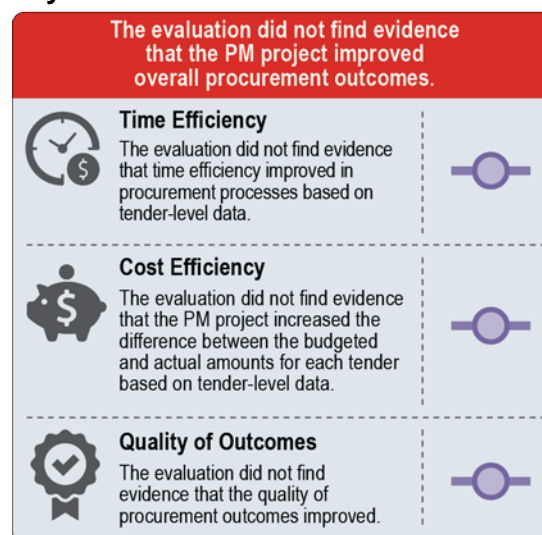 The evaluation did not find evidence
that the PM project improved
overall procurement outcomes.
Time Efficiency
The evaluation did not find evidence
that time efficiency improved in
procurement processes based on
tender-level data.
$
Cost Efficiency
The evaluation did not find evidence
that the PM project increased the
difference between the budgeted
and actual amounts for each tender
based on tender-level data.
$
Quality of Outcomes
The evaluation did not find
evidence that the quality of
procurement outcomes improved.